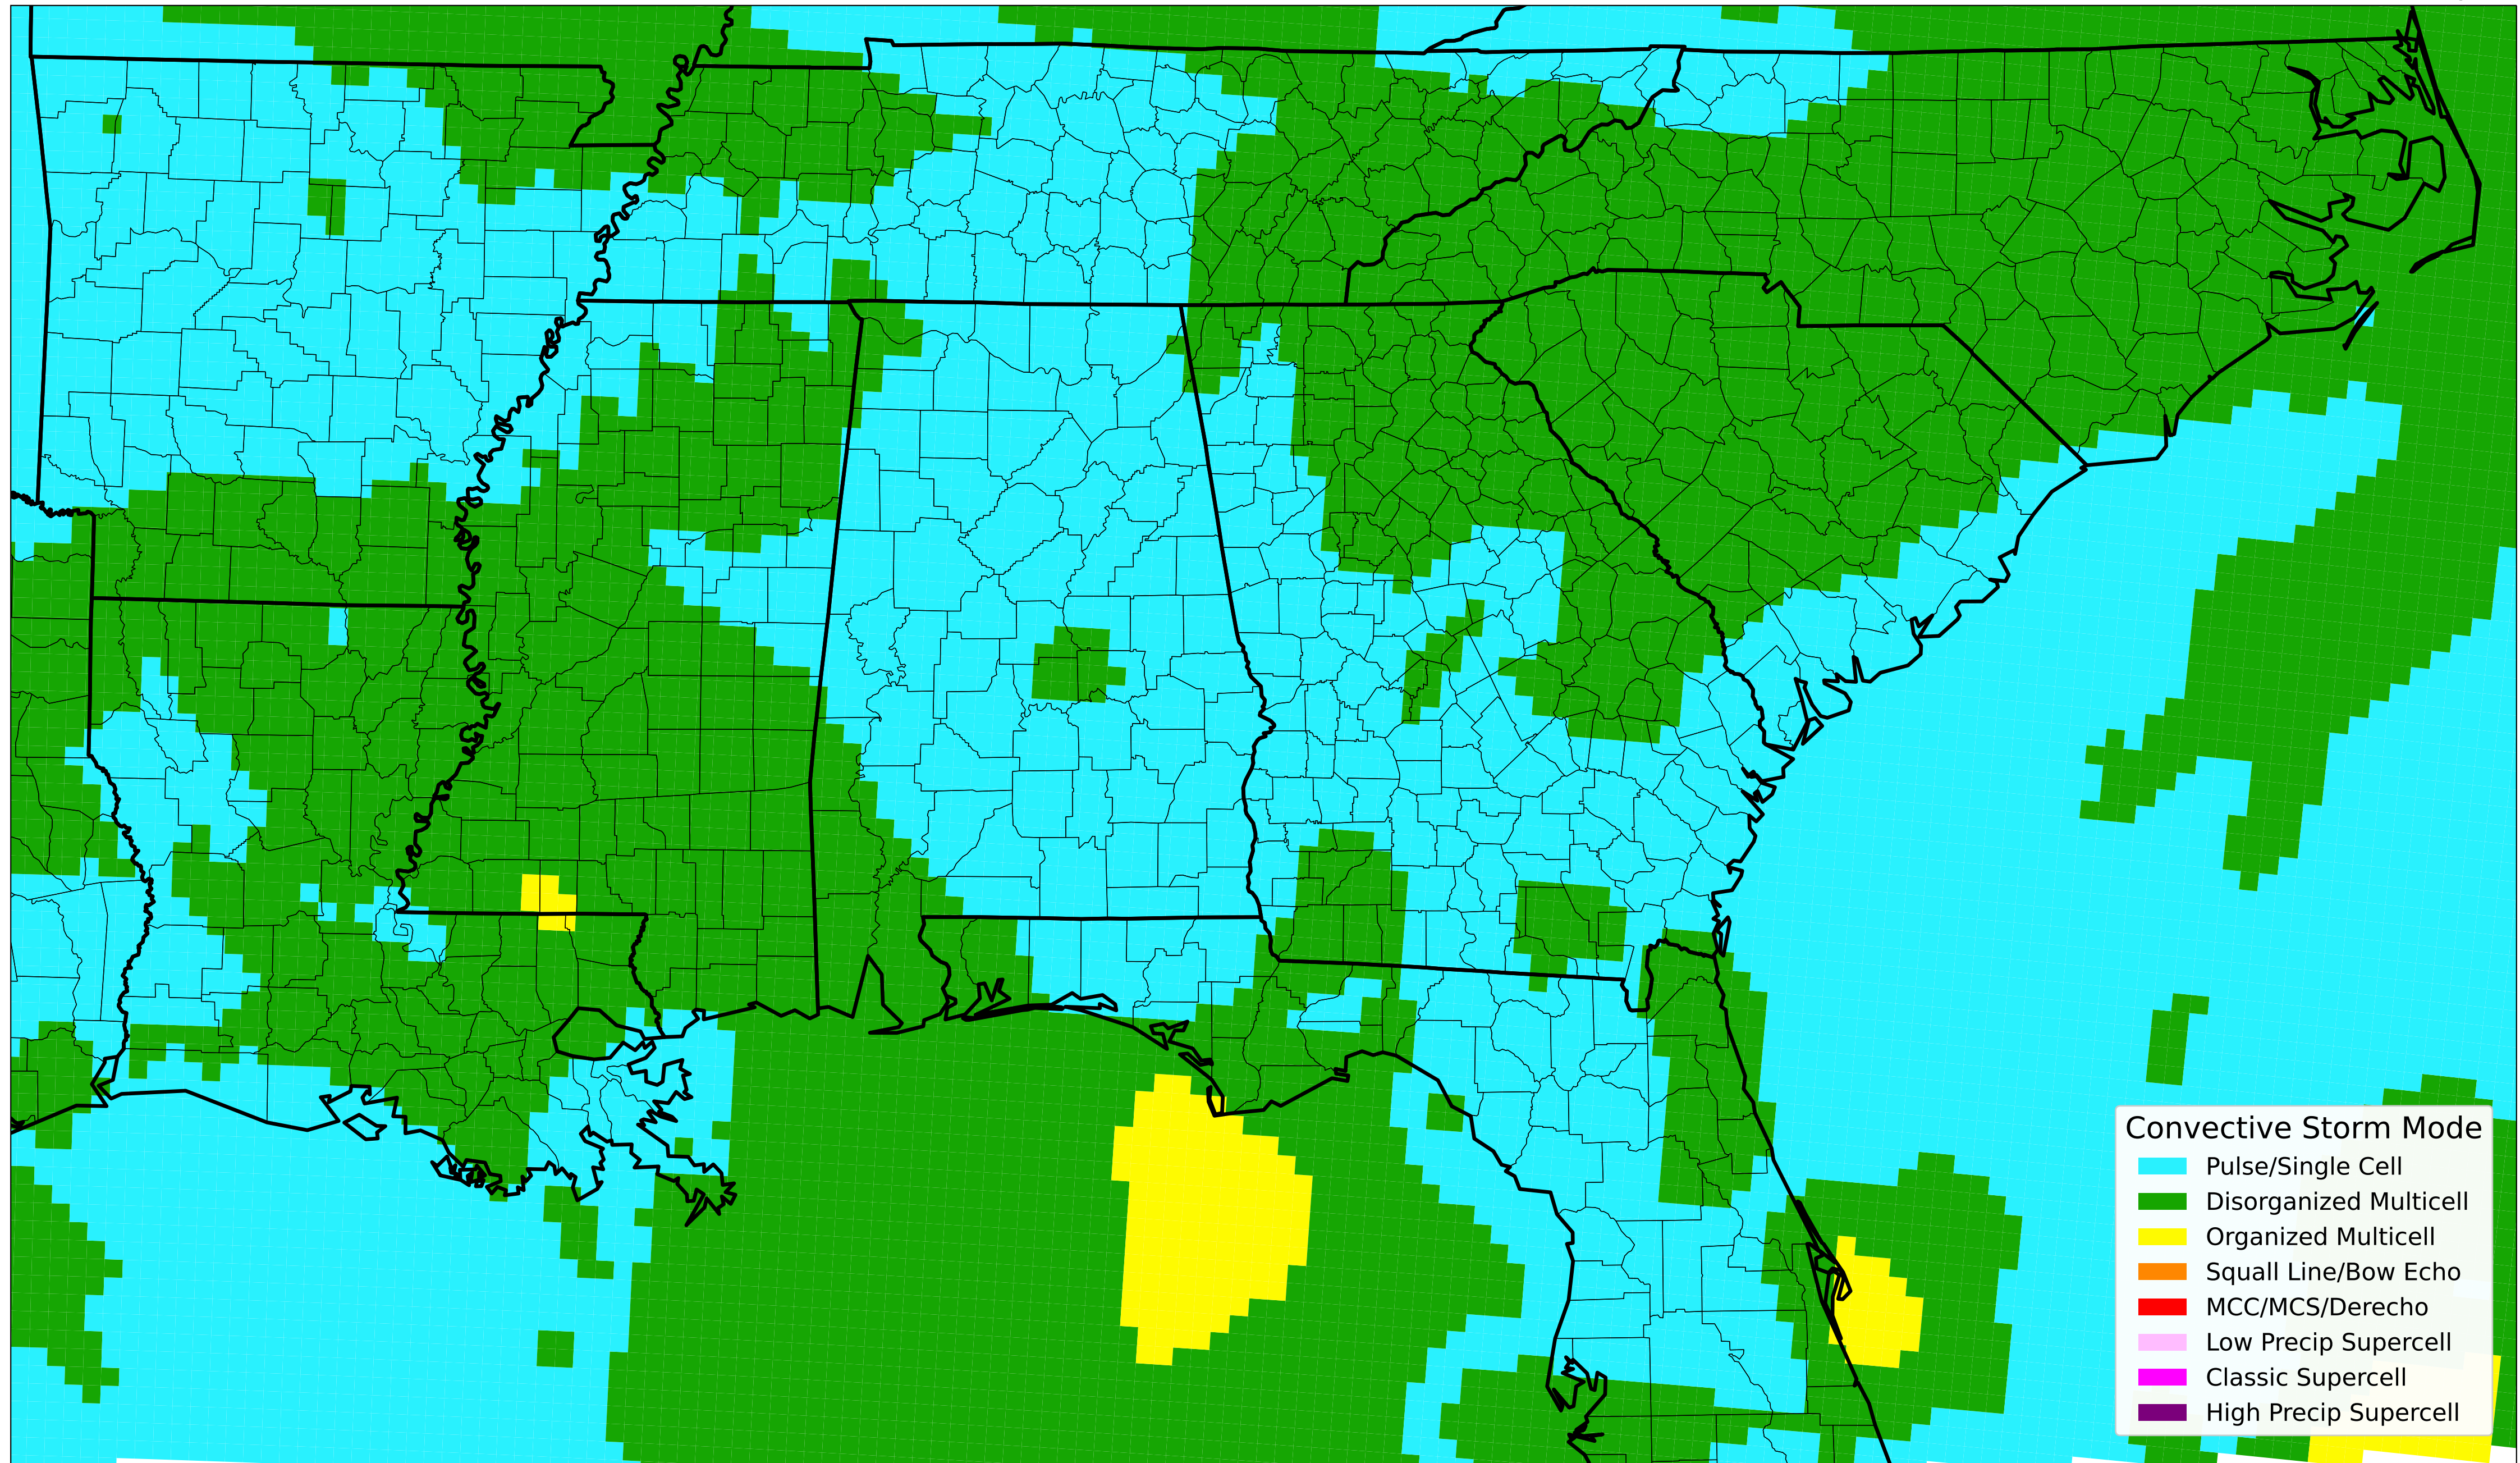 Convective Storm Mode
Pulse/Single Cell
Disorganized Multicell
Organized Multicell
Squall Line/Bow Echo
MCC/MCS/Derecho
Low Precip Supercell
Classic Supercell
High Precip Supercell